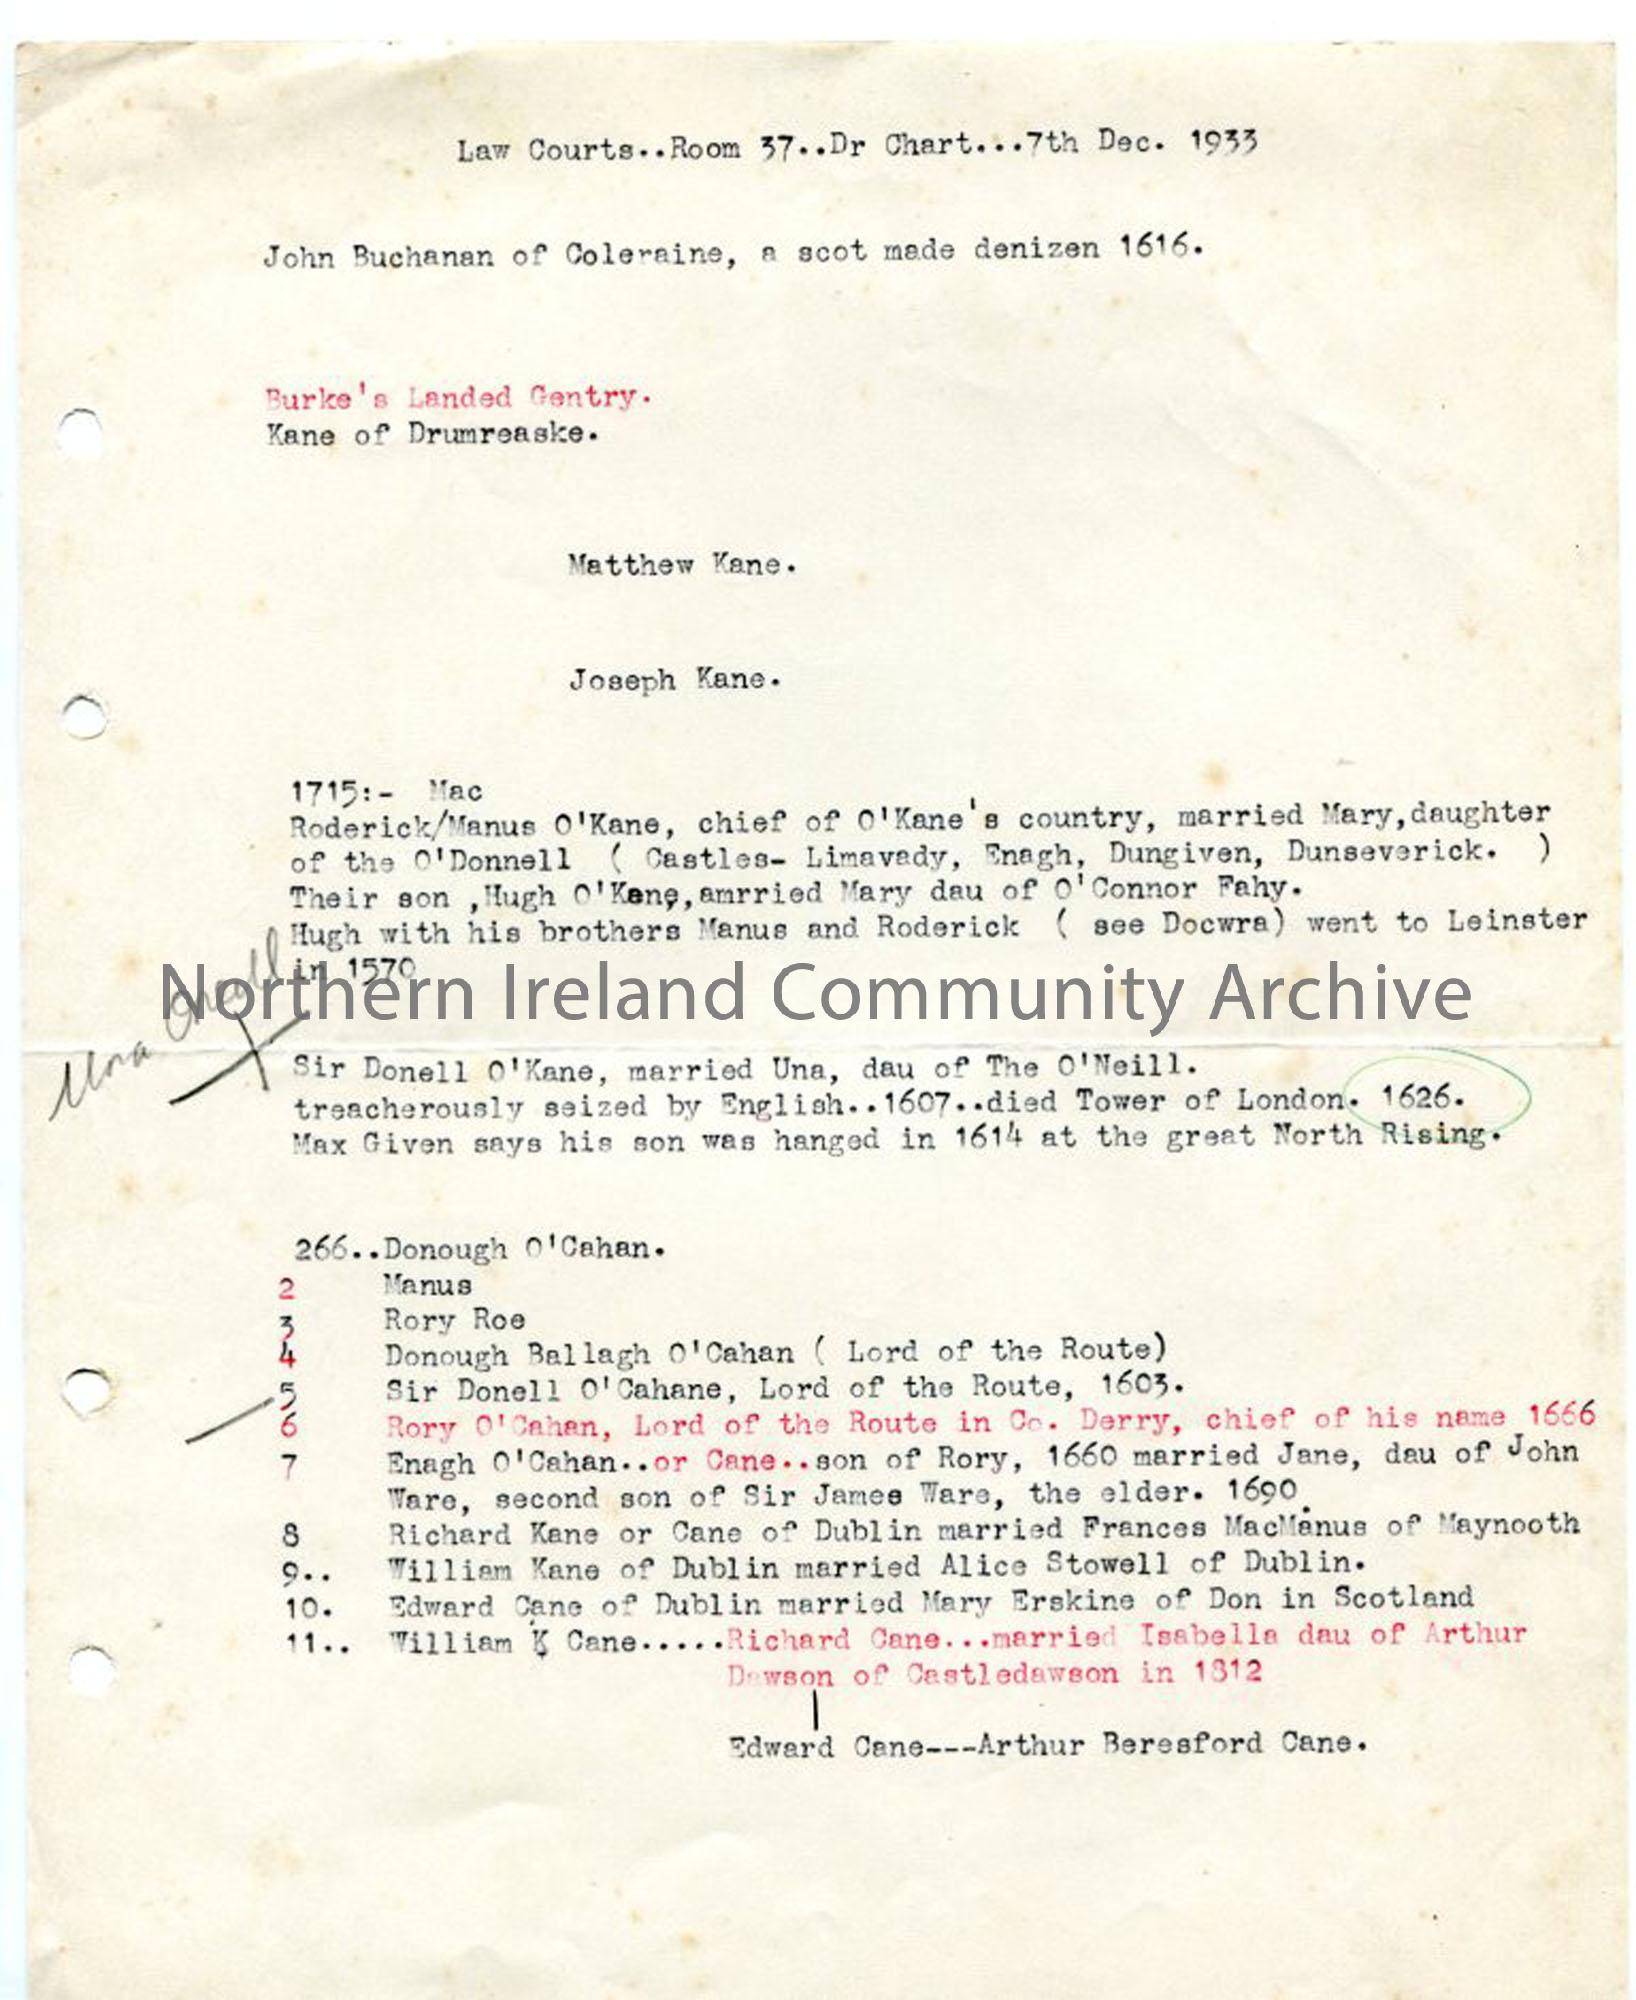 Law Courts..Room 37..Dr Chart...7th Dec. 1933
John Buchanan of Coleraine, a scot made denizen 1616.
Burke's Landed Gentry.
Kane of Drumreaske.
Matthew Kane.
Joseph Kane.
1715:- Mac
Roderick/Manus O'Kane, chief of O'Kane's country, married Mary,daughter
of the O'Donnell ( Castles- Limavady, Enagh, Dungiven, Dunseverick. )
Their son ,Hugh O'Kane,amrried Mary dau of O'Connor Fahy.
Hugh with his brothers Manus and Roderick ( see Docwra) went to Leinster
in 1570
Northern Ireland Community Archive
Sir Donell O'Kane, married Una, dau of The O'Neill.
treacherously seized by English..1607..died Tower of London. 1626.
Max Given says his son was hanged in 1614 at the great North Rising.
266..Donough O'Cahan.
2 Manus
3 Rory Roe
4 Donough Ballagh O'Cahan ( Lord of the Route)
5 Sir Donell O'Cahane, Lord of the Route, 1603.
6 Rory O'Cahan, Lord of the Route in Co. Derry, chief of his name 1666
7 Enagh O'Cahan..or Cane..son of Rory, 1660 married Jane, dau of John
Ware, second son of Sir James Ware, the elder. 1690.
8 Richard Kane or Cane of Dublin married Frances MacManus of Maynooth
9.. William Kane of Dublin married Alice Stowell of Dublin.
10. Edward Cane of Dublin married Mary Erskine of Don in Scotland
11.. William K Cane.....Richard Cane...married Isabella dau of Arthur
Dawson of Castledawson in 1812
Edward Cane---Arthur Beresford Cane.